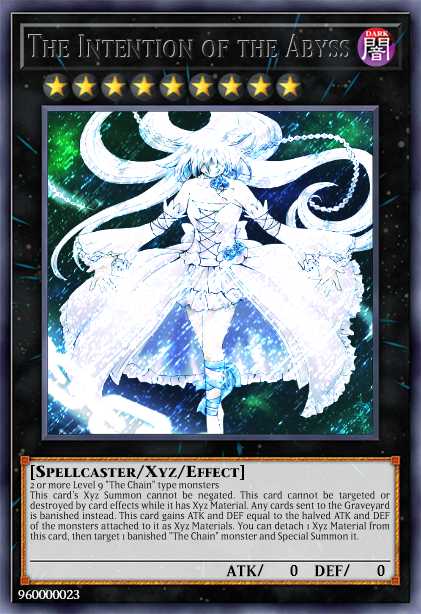 THE INTENTION OF THE ABYSS
DARK
闇
[SPELLCASTER/XYZ/EFFECT]
2 or more Level 9 "The Chain" type monsters
This card's Xyz Summon cannot be negated. This card cannot be targeted or
destroyed by card effects while it has Xyz Material. Any cards sent to the Graveyard
is banished instead. This card gains ATK and DEF equal to the halved ATK and DEF
of the monsters attached to it as Xyz Materials. You can detach 1 Xyz Material from
this card, then target 1 banished "The Chain" monster and Special Summon it.
ATK/ 0 DEF/ 0
960000023